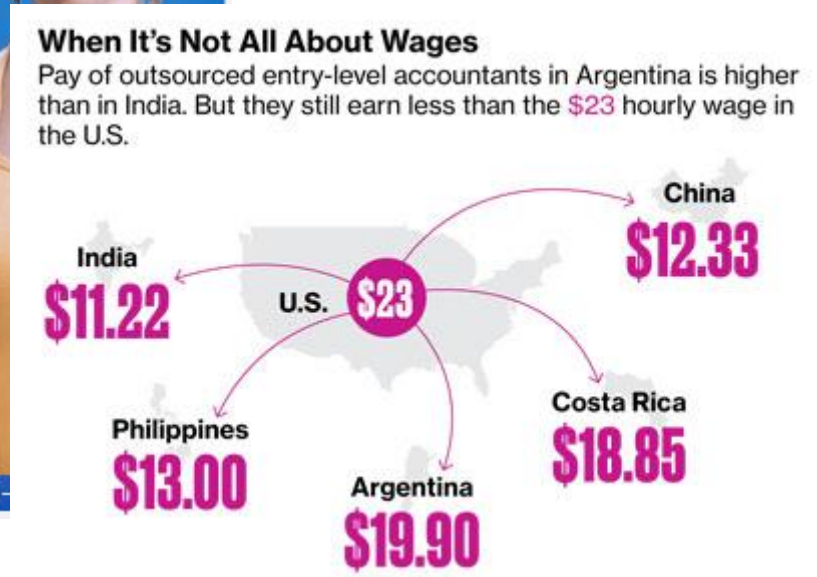 When It's Not All About Wages
Pay of outsourced entry-level accountants in Argentina is higher
than in India. But they still earn less than the $23 hourly wage in
the U.S.
China
$12.33
India
$11.22
U.S.
$23
Costa Rica
$18.85
Philippines
$13.00
Argentina
$19.90